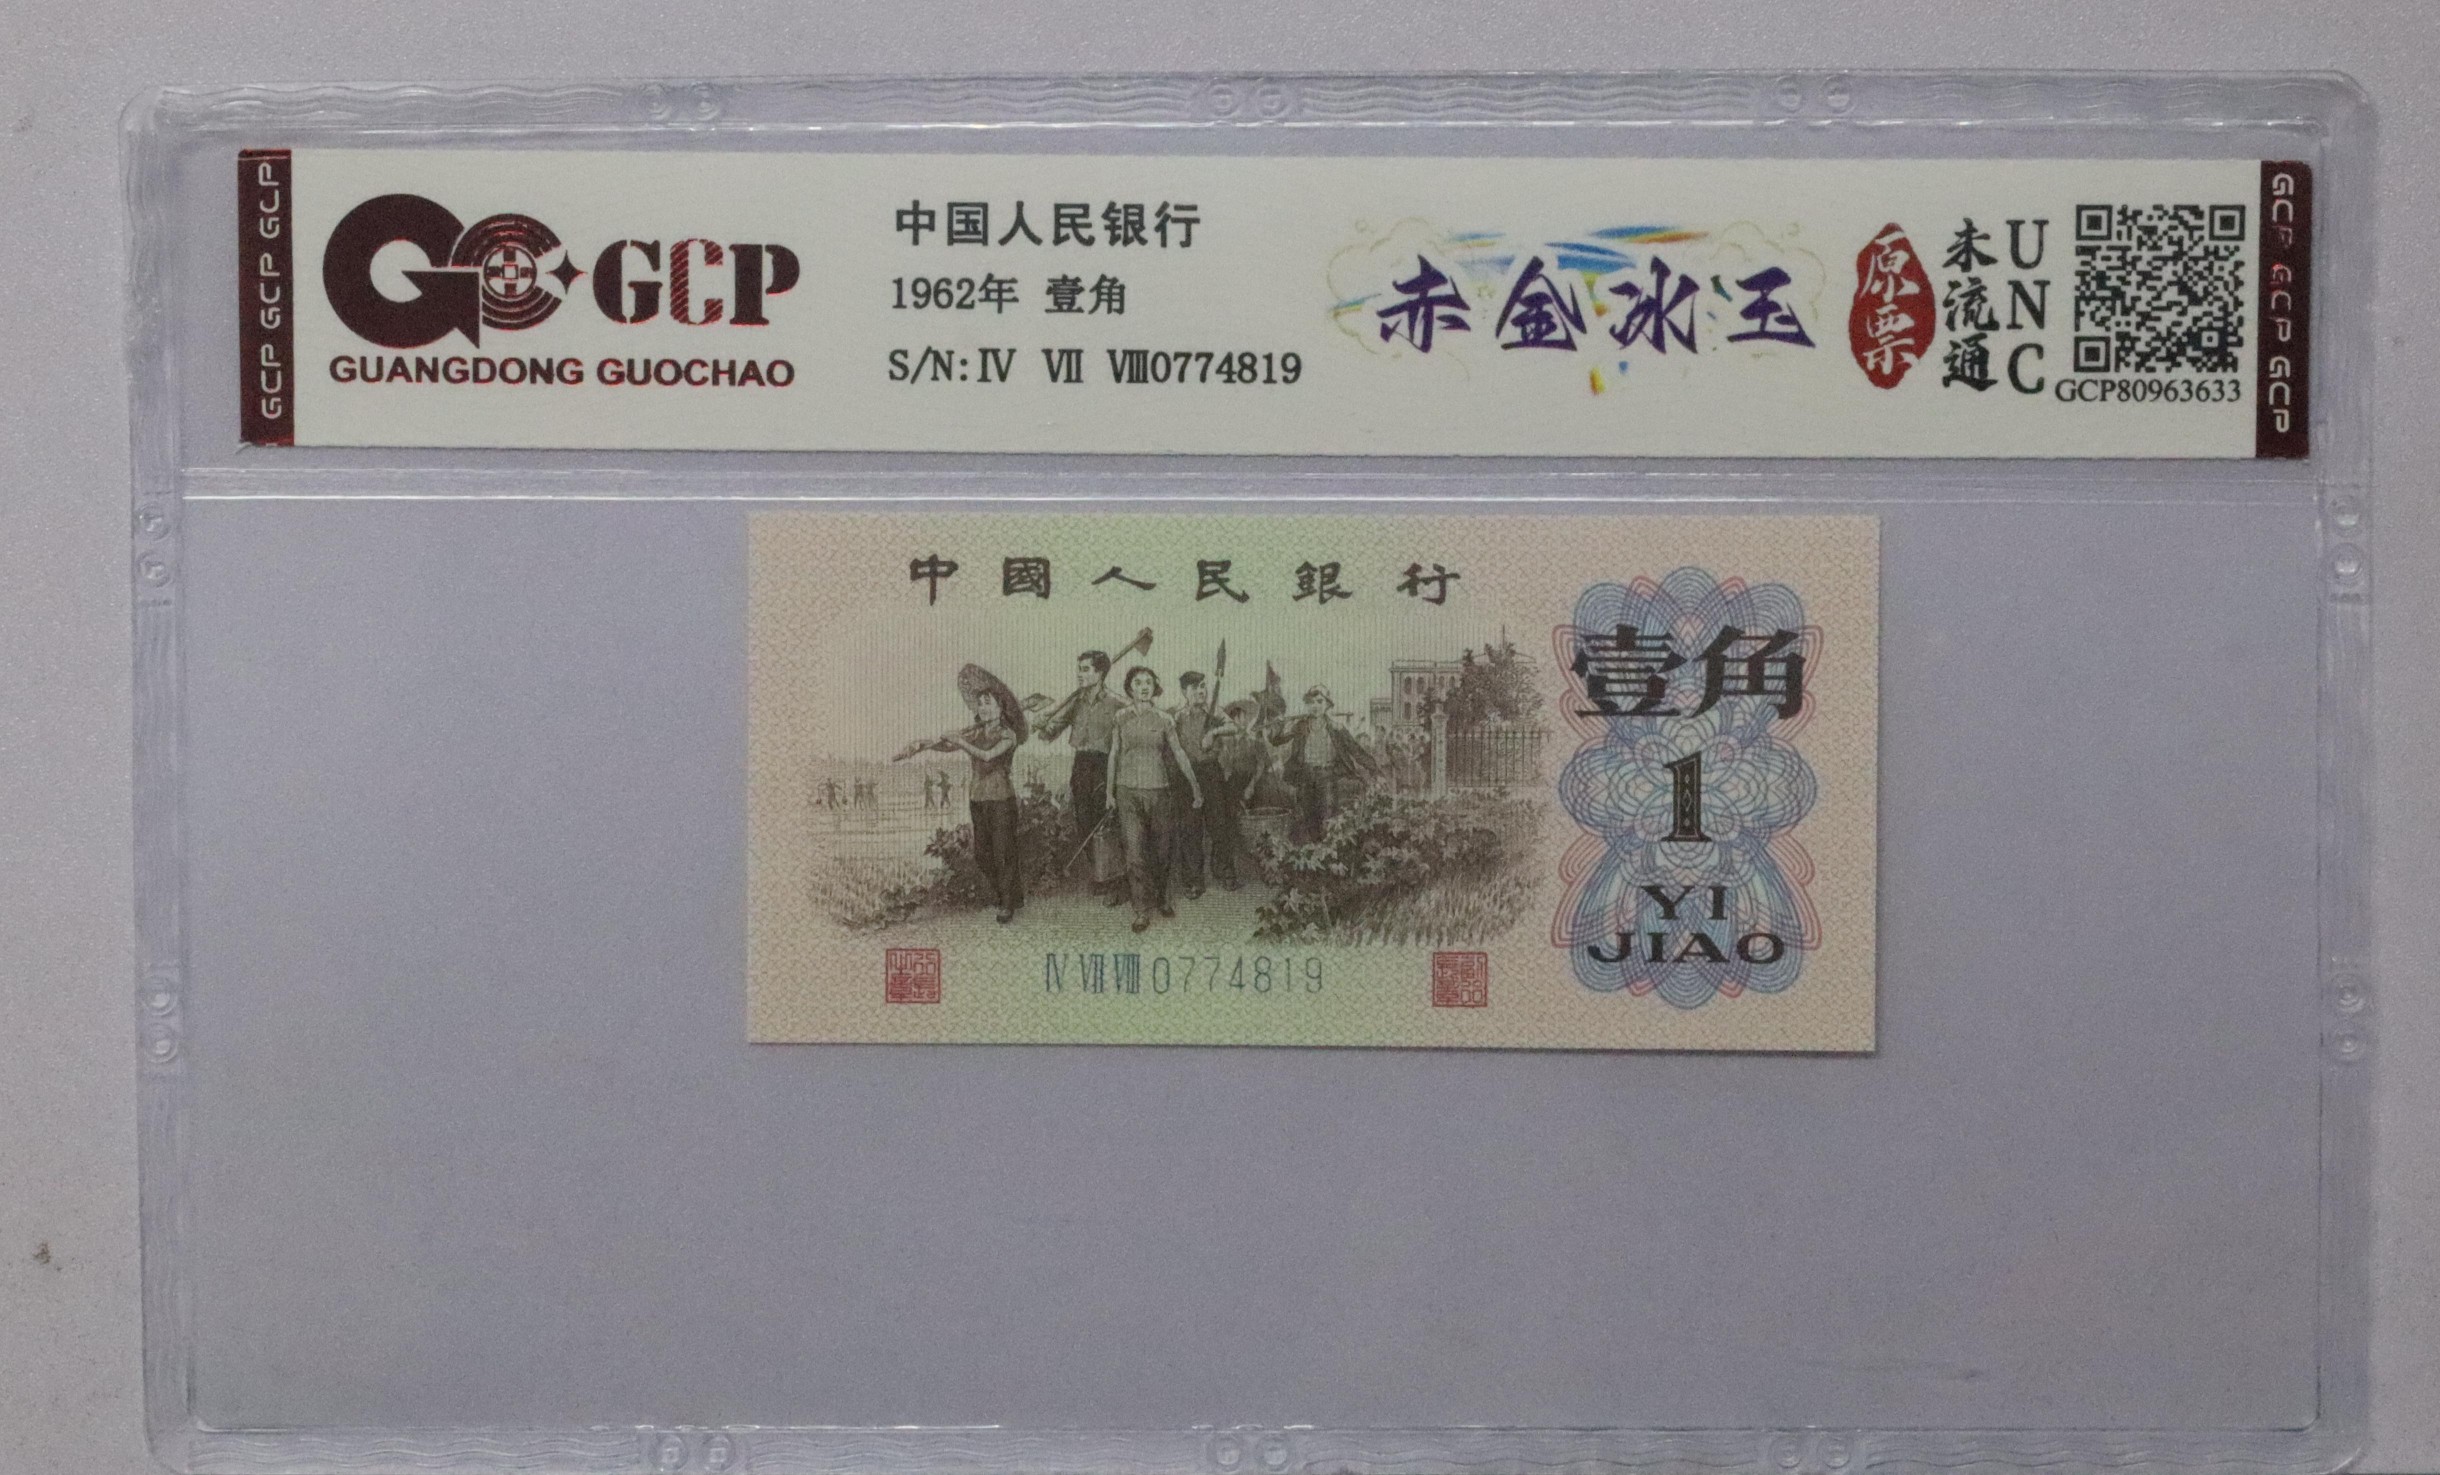 GCP GCP GCP
GCP
GUANGDONG GUOCHAO
中国人民银行
1962年 壹角
S/N: Ⅳ Ⅶ Ⅷ0774819
赤金冰玉
原票
未流通
UNC
GCP80963633
GCP GCP GCP
中國人民銀行
壹角
1
YI
JIAO
Ⅳ Ⅶ Ⅷ 0774819